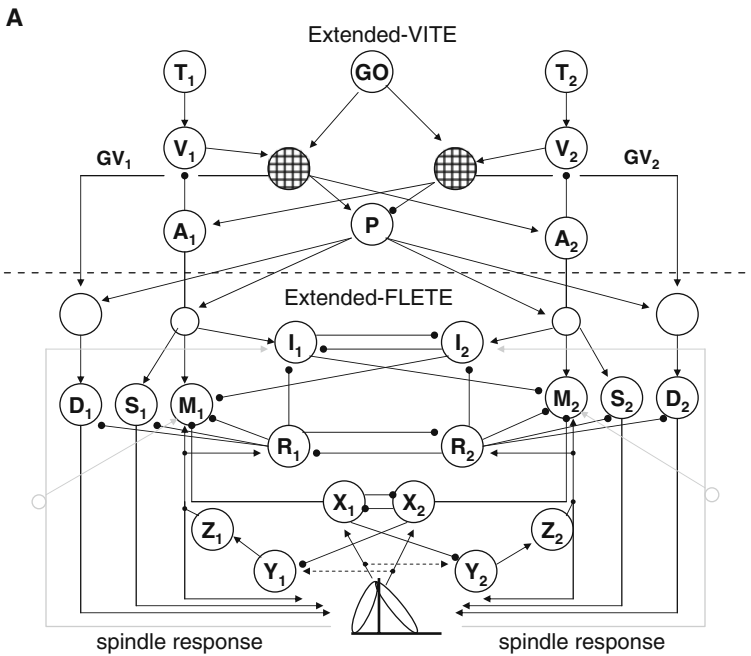 A
Extended-VITE
T1 GO T2
V1 V2
GV1 GV2
A1 P A2
Extended-FLETE
I1 I2
D1 S1 M1 M2 S2 D2
R1 R2
X1 X2
Z1 Z2
Y1 Y2
spindle response spindle response